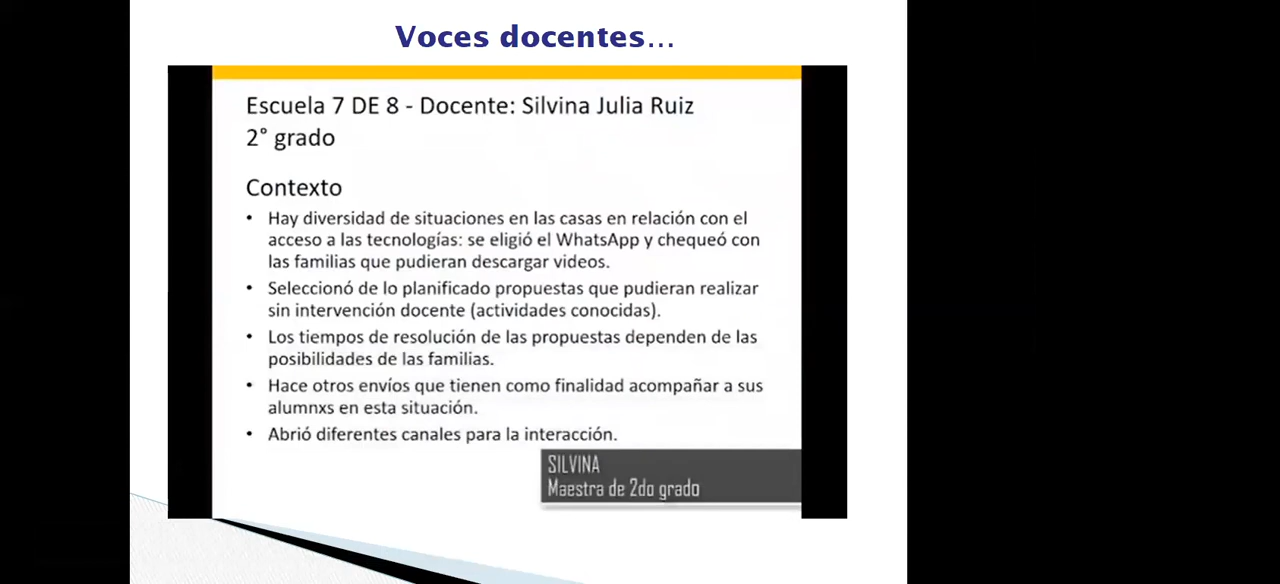 Voces docentes...
Escuela 7 DE 8 - Docente: Silvina Julia Ruiz
2° grado
Contexto
• Hay diversidad de situaciones en las casas en relación con el
acceso a las tecnologías: se eligió el WhatsApp y chequeó con
las familias que pudieran descargar videos.
• Seleccionó de lo planificado propuestas que pudieran realizar
sin intervención docente (actividades conocidas).
• Los tiempos de resolución de las propuestas dependen de las
posibilidades de las familias.
• Hace otros envíos que tienen como finalidad acompañar a sus
alumnxs en esta situación.
• Abrió diferentes canales para la interacción.
SILVINA
Maestra de 2do grado